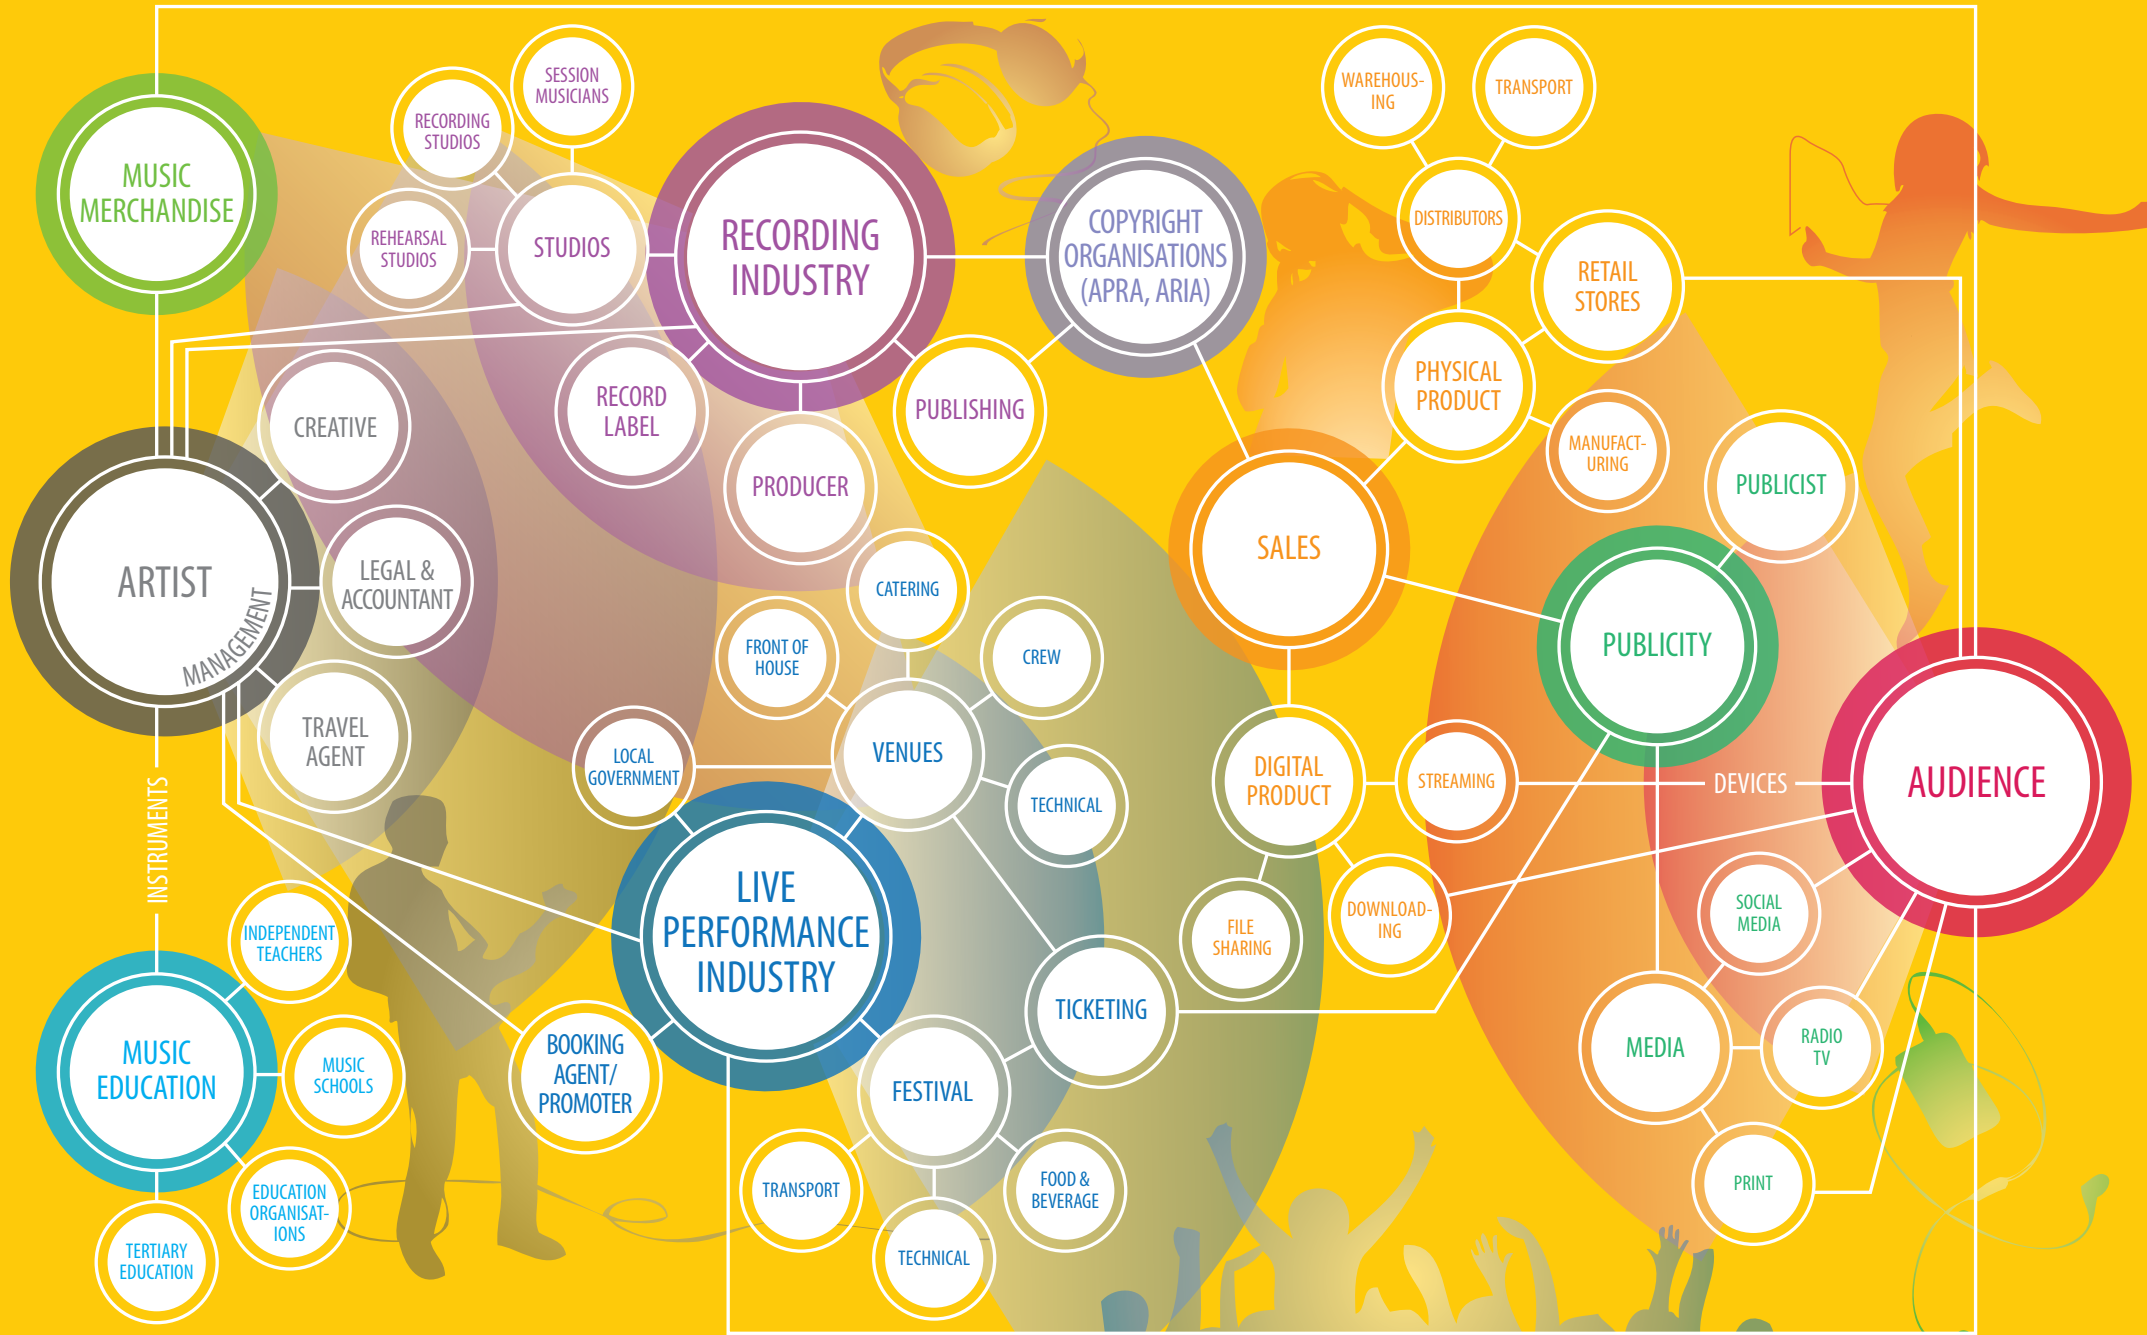 MUSIC
MERCHANDISE
RECORDING
STUDIOS
SESSION
MUSICIANS
REHEARSAL
STUDIOS
STUDIOS
RECORDING
INDUSTRY
COPYRIGHT
ORGANISATIONS
(APRA, ARIA)
WAREHOUS-
ING
TRANSPORT
DISTRIBUTORS
RETAIL
STORES
PHYSICAL
PRODUCT
MANUFACT-
URING
PUBLICIST
CREATIVE
RECORD
LABEL
PRODUCER
PUBLISHING
ARTIST
MANAGEMENT
LEGAL &
ACCOUNTANT
TRAVEL
AGENT
CATERING
FRONT OF
HOUSE
CREW
LOCAL
GOVERNMENT
VENUES
TECHNICAL
SALES
PUBLICITY
DIGITAL
PRODUCT
STREAMING
DEVICES
AUDIENCE
FILE
SHARING
DOWNLOAD-
ING
SOCIAL
MEDIA
MEDIA
RADIO
TV
PRINT
INSTRUMENTS
INDEPENDENT
TEACHERS
MUSIC
EDUCATION
MUSIC
SCHOOLS
EDUCATION
ORGANISAT-
IONS
TERTIARY
EDUCATION
LIVE
PERFORMANCE
INDUSTRY
BOOKING
AGENT/
PROMOTER
TICKETING
FESTIVAL
TRANSPORT
TECHNICAL
FOOD &
BEVERAGE